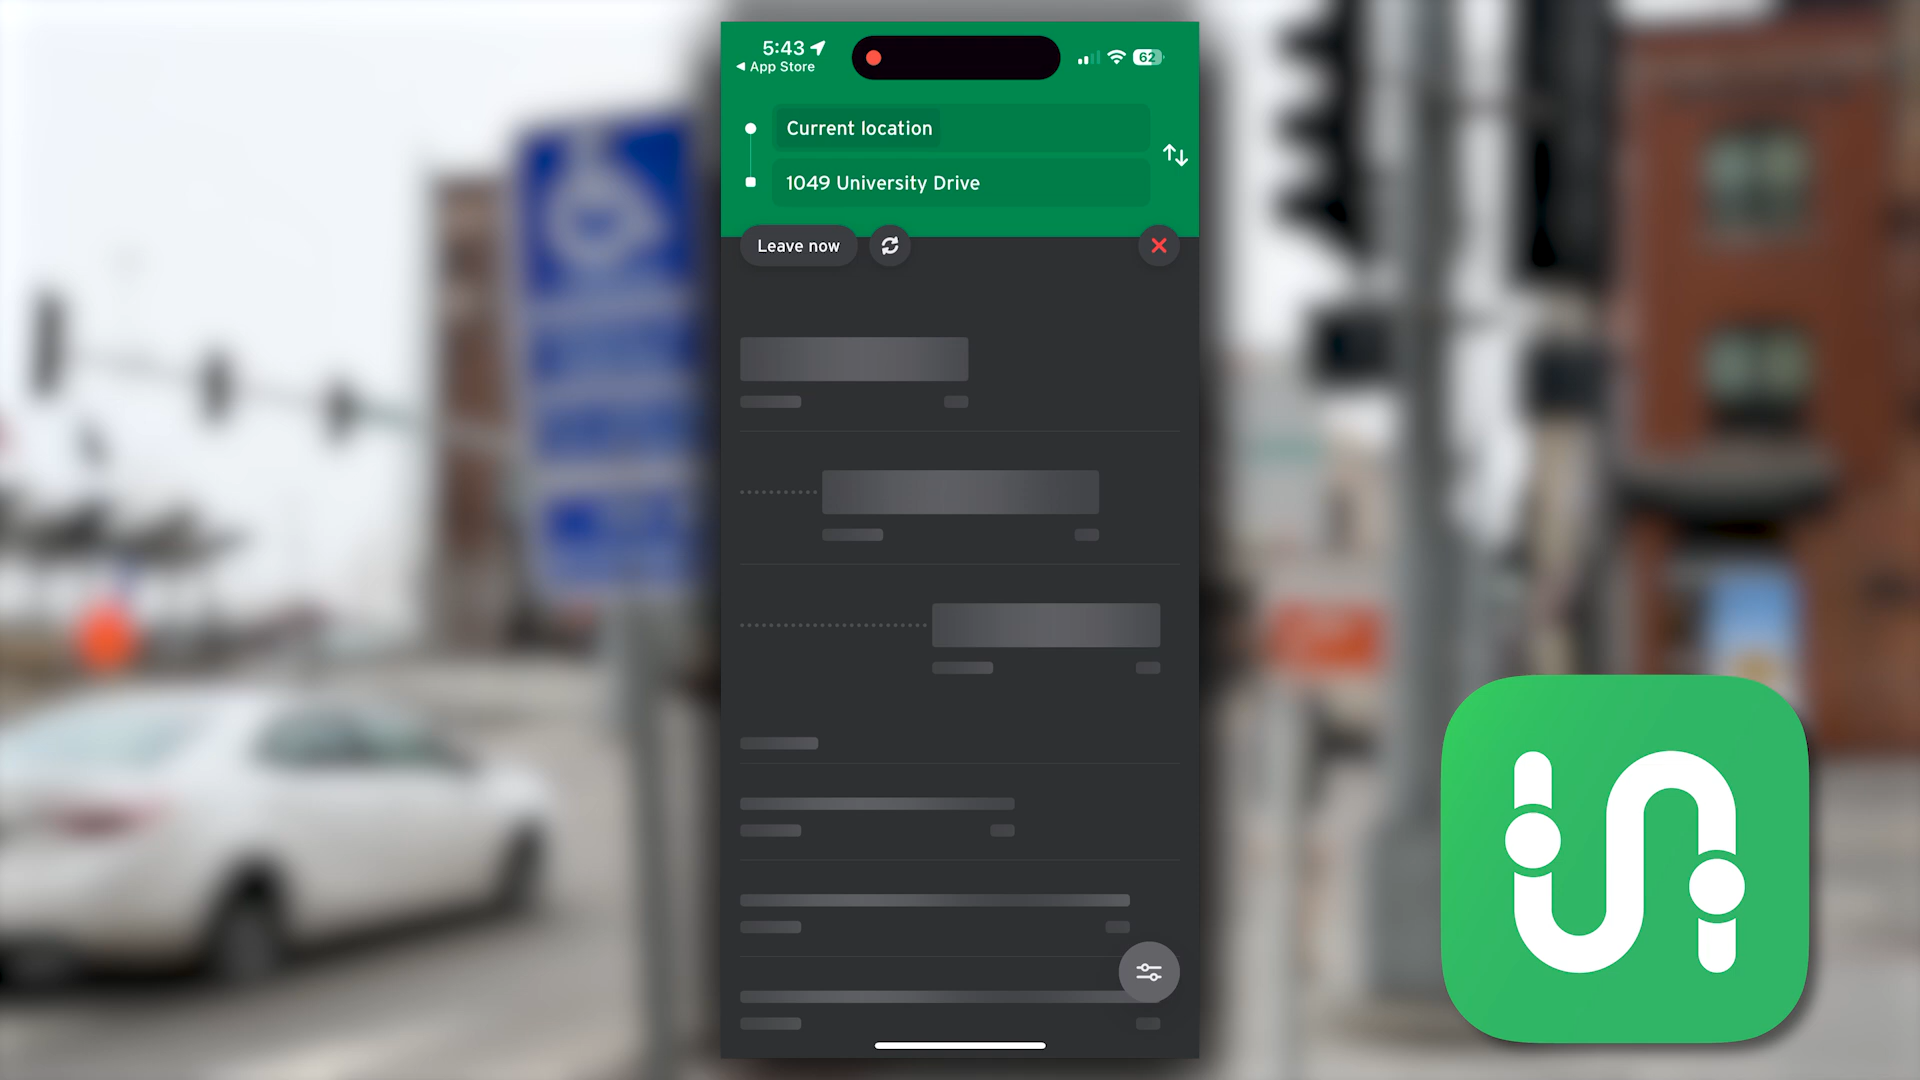 5:43
◀ App Store
62
Current location
1049 University Drive
Leave now